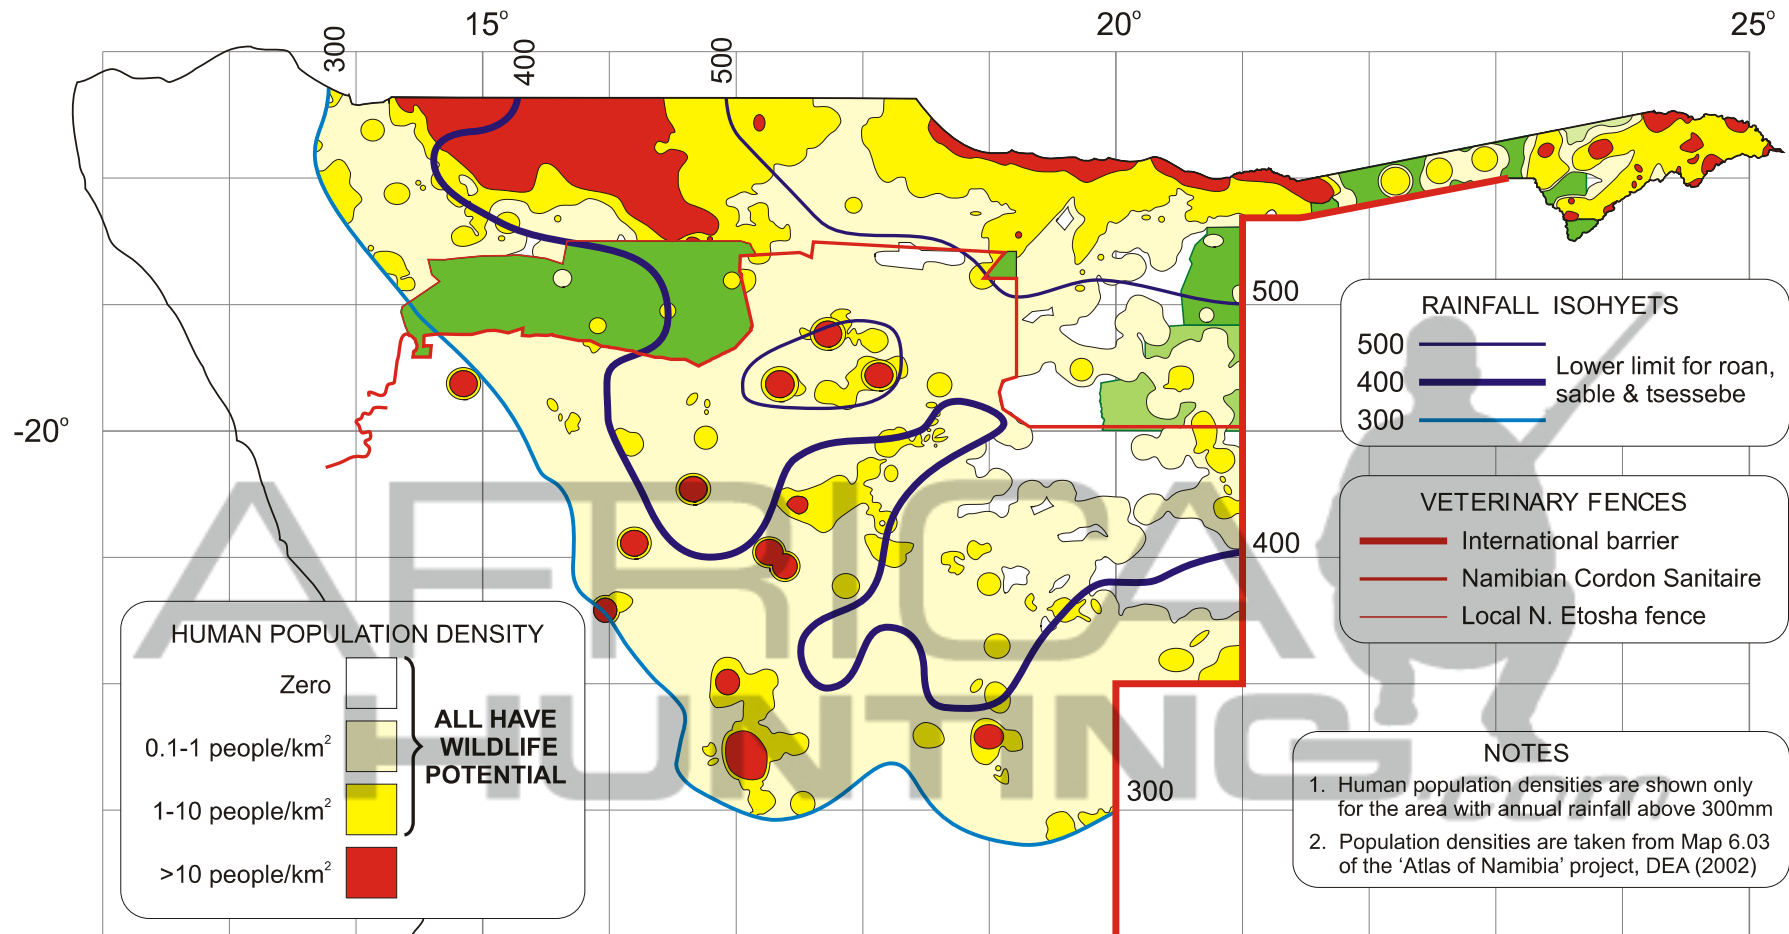 15°
20°
25°
300
400
500
-20°
500
400
300
RAINFALL ISOHYETS
500
400
300
Lower limit for roan,
sable & tsessebe
VETERINARY FENCES
International barrier
Namibian Cordon Sanitaire
Local N. Etosha fence
HUMAN POPULATION DENSITY
Zero
0.1-1 people/km²
1-10 people/km²
>10 people/km²
ALL HAVE
WILDLIFE
POTENTIAL
NOTES
1. Human population densities are shown only
for the area with annual rainfall above 300mm
2. Population densities are taken from Map 6.03
of the ‘Atlas of Namibia’ project, DEA (2002)
AFRICA
HUNTING
.com